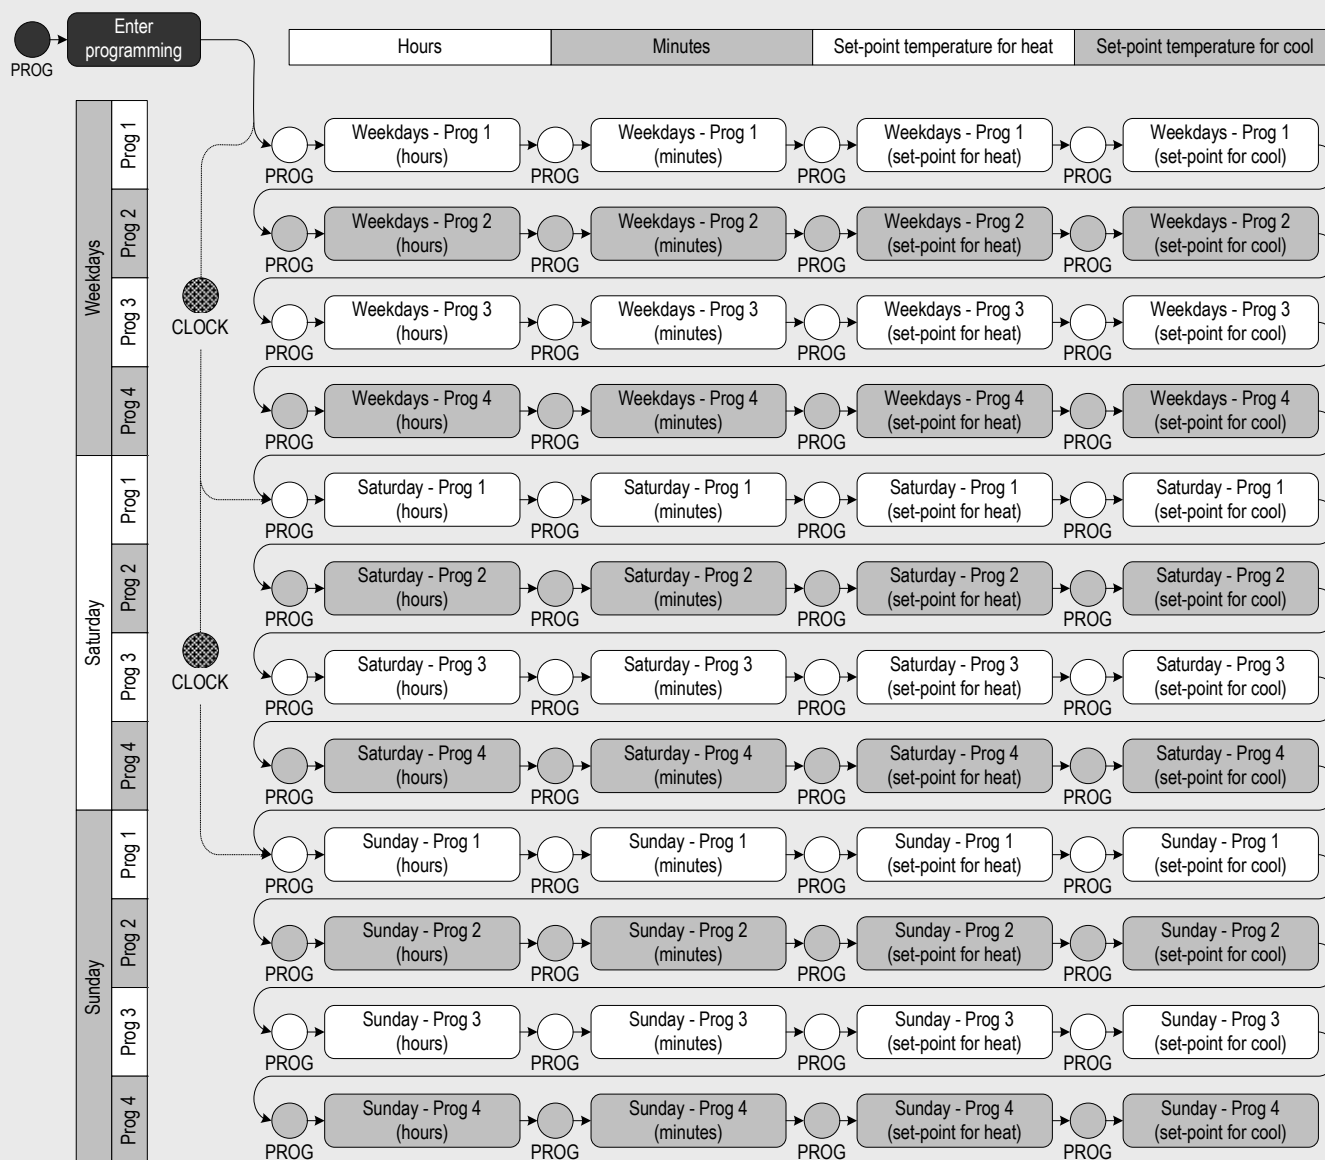 Enter
programming
PROG
Hours
Minutes
Set-point temperature for heat
Set-point temperature for cool
Weekdays
Prog 1
Weekdays - Prog 1
(hours)
Weekdays - Prog 1
(minutes)
Weekdays - Prog 1
(set-point for heat)
Weekdays - Prog 1
(set-point for cool)
PROG
PROG
PROG
PROG
Prog 2
Weekdays - Prog 2
(hours)
Weekdays - Prog 2
(minutes)
Weekdays - Prog 2
(set-point for heat)
Weekdays - Prog 2
(set-point for cool)
PROG
PROG
PROG
PROG
Prog 3
CLOCK
Weekdays - Prog 3
(hours)
Weekdays - Prog 3
(minutes)
Weekdays - Prog 3
(set-point for heat)
Weekdays - Prog 3
(set-point for cool)
PROG
PROG
PROG
PROG
Prog 4
Weekdays - Prog 4
(hours)
Weekdays - Prog 4
(minutes)
Weekdays - Prog 4
(set-point for heat)
Weekdays - Prog 4
(set-point for cool)
PROG
PROG
PROG
PROG
Saturday
Prog 1
Saturday - Prog 1
(hours)
Saturday - Prog 1
(minutes)
Saturday - Prog 1
(set-point for heat)
Saturday - Prog 1
(set-point for cool)
PROG
PROG
PROG
PROG
Prog 2
Saturday - Prog 2
(hours)
Saturday - Prog 2
(minutes)
Saturday - Prog 2
(set-point for heat)
Saturday - Prog 2
(set-point for cool)
PROG
PROG
PROG
PROG
Prog 3
CLOCK
Saturday - Prog 3
(hours)
Saturday - Prog 3
(minutes)
Saturday - Prog 3
(set-point for heat)
Saturday - Prog 3
(set-point for cool)
PROG
PROG
PROG
PROG
Prog 4
Saturday - Prog 4
(hours)
Saturday - Prog 4
(minutes)
Saturday - Prog 4
(set-point for heat)
Saturday - Prog 4
(set-point for cool)
PROG
PROG
PROG
PROG
Sunday
Prog 1
Sunday - Prog 1
(hours)
Sunday - Prog 1
(minutes)
Sunday - Prog 1
(set-point for heat)
Sunday - Prog 1
(set-point for cool)
PROG
PROG
PROG
PROG
Prog 2
Sunday - Prog 2
(hours)
Sunday - Prog 2
(minutes)
Sunday - Prog 2
(set-point for heat)
Sunday - Prog 2
(set-point for cool)
PROG
PROG
PROG
PROG
Prog 3
Sunday - Prog 3
(hours)
Sunday - Prog 3
(minutes)
Sunday - Prog 3
(set-point for heat)
Sunday - Prog 3
(set-point for cool)
PROG
PROG
PROG
PROG
Prog 4
Sunday - Prog 4
(hours)
Sunday - Prog 4
(minutes)
Sunday - Prog 4
(set-point for heat)
Sunday - Prog 4
(set-point for cool)
PROG
PROG
PROG
PROG